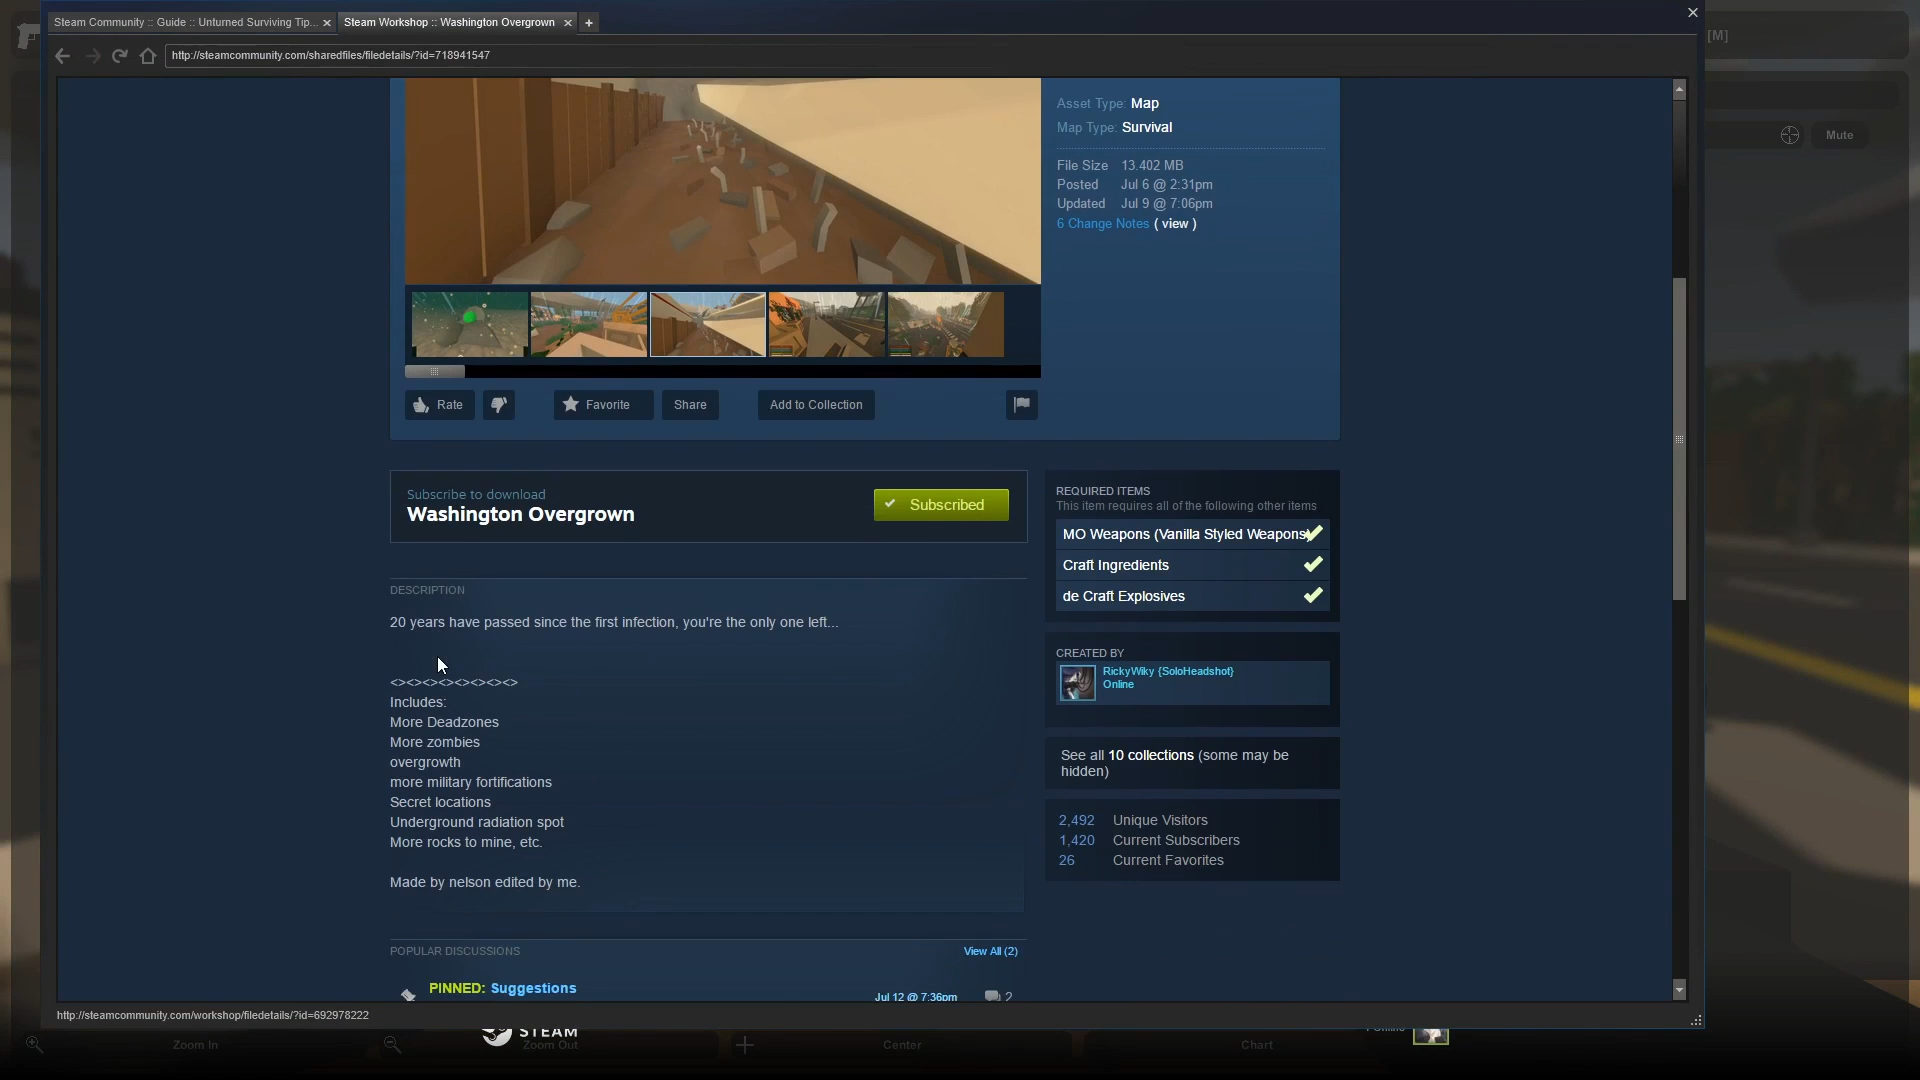 Steam Community :: Guide :: Unturned Surviving Tip...
Steam Workshop :: Washington Overgrown
http://steamcommunity.com/sharedfiles/filedetails/?id=718941547
[M]
Mute
Asset Type: Map
Map Type: Survival
File Size 13.402 MB
Posted Jul 6 @ 2:31pm
Updated Jul 9 @ 7:06pm
6 Change Notes ( view )
Rate
Favorite
Share
Add to Collection
Subscribe to download
Washington Overgrown
Subscribed
REQUIRED ITEMS
This item requires all of the following other items
MO Weapons (Vanilla Styled Weapons)
Craft Ingredients
de Craft Explosives
DESCRIPTION
20 years have passed since the first infection, you're the only one left...
<><><><><><><><>
Includes:
More Deadzones
More zombies
overgrowth
more military fortifications
Secret locations
Underground radiation spot
More rocks to mine, etc.
Made by nelson edited by me.
CREATED BY
RickyWiky {SoloHeadshot}
Online
See all 10 collections (some may be
hidden)
2,492 Unique Visitors
1,420 Current Subscribers
26 Current Favorites
POPULAR DISCUSSIONS
View All (2)
PINNED: Suggestions
Jul 12 @ 7:36pm
2
http://steamcommunity.com/workshop/filedetails/?id=692978222
STEAM
Zoom In
Zoom Out
Center
Chart